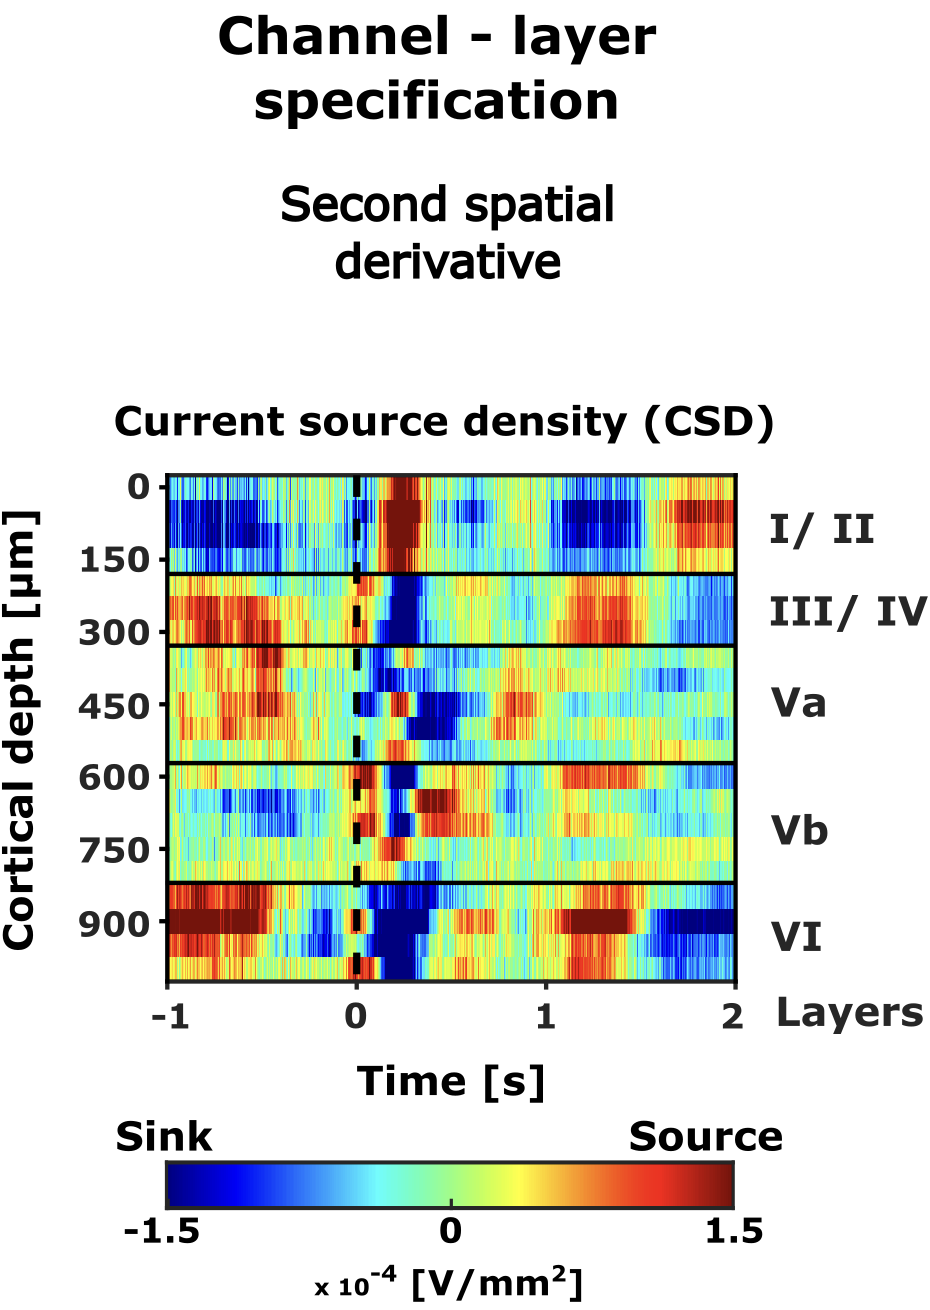 Channel - layer
specification
Second spatial
derivative
Current source density (CSD)
Cortical depth [µm]
0
150
300
450
600
750
900
I/ II
III/ IV
Va
Vb
VI
Layers
-1
0
1
2
Time [s]
Sink
Source
-1.5
0
1.5
x 10⁻⁴ [V/mm²]